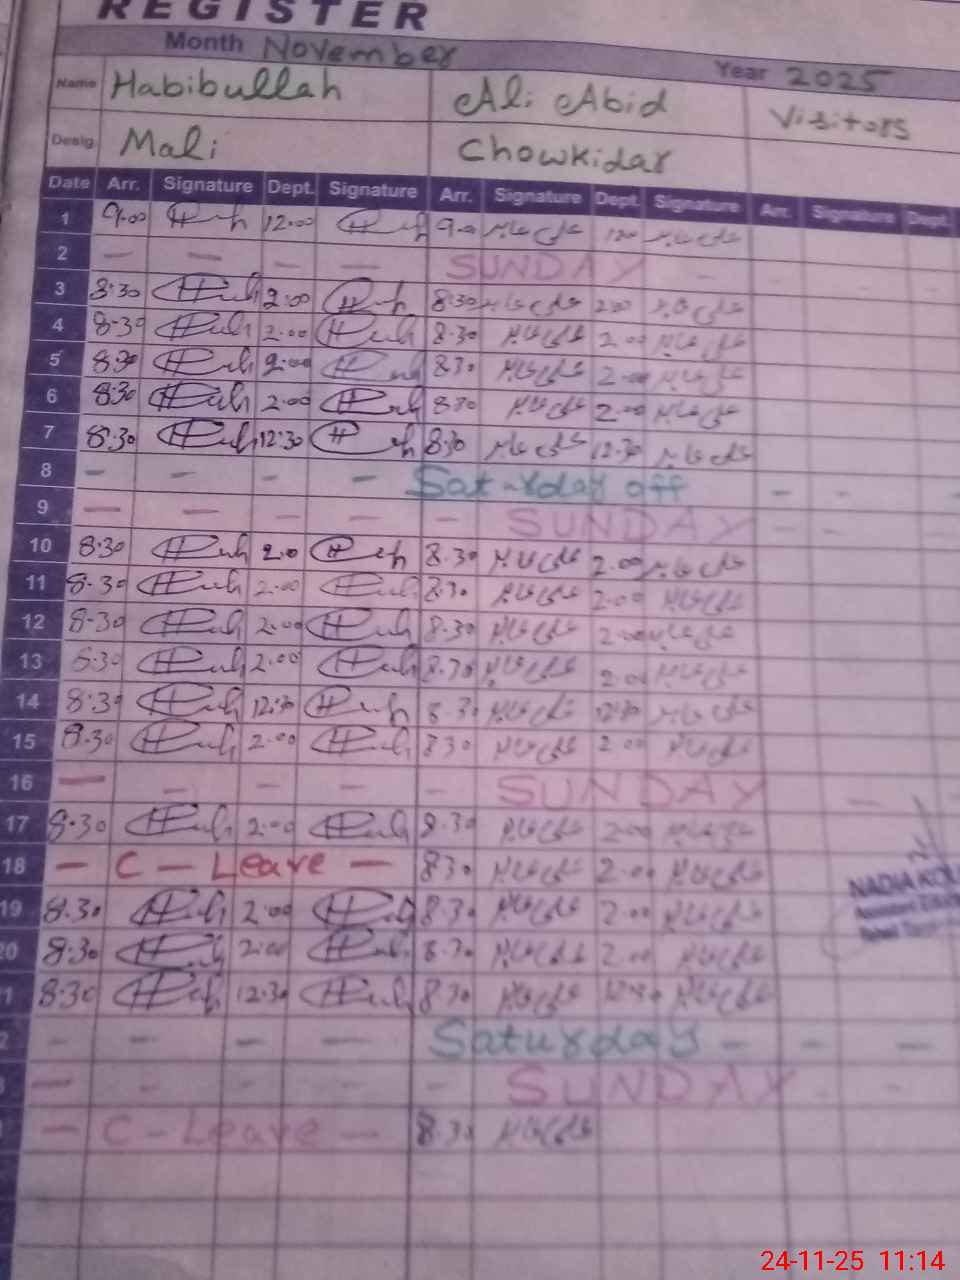 REGISTER
Month November Year 2025
Name Habibullah Ali Abid Visitors
Desig. Mali Chowkidar
Date Arr. Signature Dept. Signature Arr. Signature Dept. Signature Arr. Signature Dept.
1 9:00 12:00 9:0 علی عابد 1200 علی عابد
2 — — — — SUNDAY —
3 8:30 2:00 8:30 علی عابد 2:00 علی عابد
4 8:30 2:00 8:30 علی عابد 2:00 علی عابد
5 8:30 2:00 830 علی عابد 2:00 علی عابد
6 8:30 2:00 830 علی عابد 2:00 علی عابد
7 8:30 12:30 8:30 علی عابد 12:30 علی عابد
8 — — — — Saturday off — —
9 — — — — — SUNDAY — —
10 8:30 2:0 8:30 علی عابد 2:00 علی عابد
11 8:30 2:00 8:30 علی عابد 2:00 علی عابد
12 8:30 2:00 8:30 علی عابد 2:00 علی عابد
13 8:30 2:00 8:30 علی عابد 2:00 علی عابد
14 8:30 12:30 8:30 علی عابد 12:30 علی عابد
15 8:30 2:00 830 علی عابد 2:00 علی عابد
16 — — — — — SUNDAY — —
17 8:30 2:00 8:30 علی عابد 2:00 علی عابد
18 — C — Leave — 830 علی عابد 2:00 علی عابد
19 8:30 2:00 8:30 علی عابد 2:00 علی عابد
20 8:30 2:00 8:30 علی عابد 2:00 علی عابد
1 8:30 12:30 8:30 علی عابد 12:30 علی عابد
2 — — — — Saturday — — —
— — — — — SUNDAY — —
— C — Leave — 8:30 علی عابد
NADIA
24-11-25 11:14